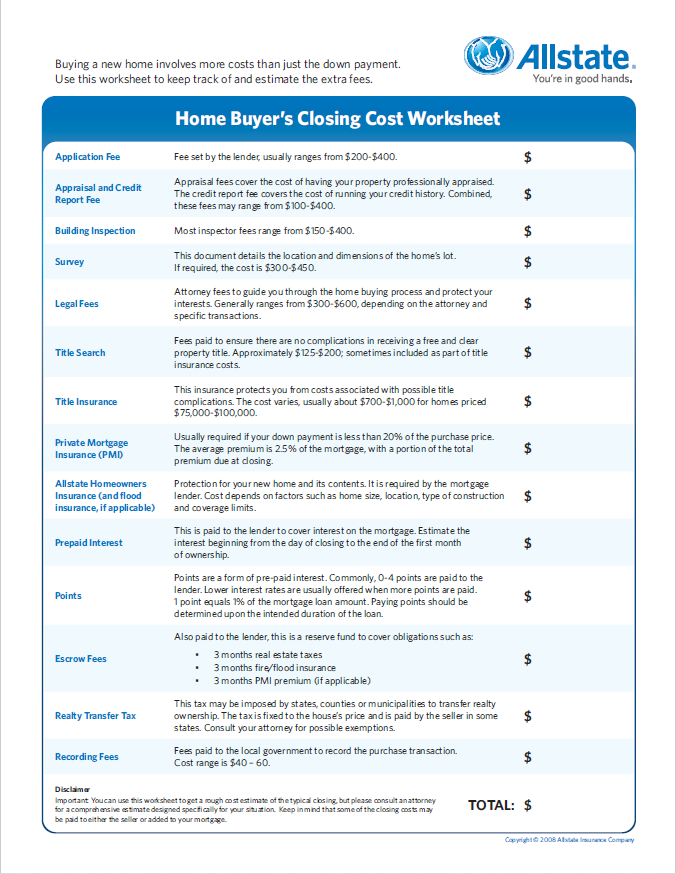 Buying a new home involves more costs than just the down payment.
Use this worksheet to keep track of and estimate the extra fees.
Allstate.
You're in good hands.
Home Buyer's Closing Cost Worksheet
Application Fee
Fee set by the lender, usually ranges from $200-$400.
$
Appraisal and Credit
Report Fee
Appraisal fees cover the cost of having your property professionally appraised.
The credit report fee covers the cost of running your credit history. Combined,
these fees may range from $100-$400.
$
Building Inspection
Most inspector fees range from $150-$400.
$
Survey
This document details the location and dimensions of the home's lot.
If required, the cost is $300-$450.
$
Legal Fees
Attorney fees to guide you through the home buying process and protect your
interests. Generally ranges from $300-$600, depending on the attorney and
specific transactions.
$
Title Search
Fees paid to ensure there are no complications in receiving a free and clear
property title. Approximately $125-$200; sometimes included as part of title
insurance costs.
$
Title Insurance
This insurance protects you from costs associated with possible title
complications. The cost varies, usually about $700-$1,000 for homes priced
$75,000-$100,000.
$
Private Mortgage
Insurance (PMI)
Usually required if your down payment is less than 20% of the purchase price.
The average premium is 2.5% of the mortgage, with a portion of the total
premium due at closing.
$
Allstate Homeowners
Insurance (and flood
insurance, if applicable)
Protection for your new home and its contents. It is required by the mortgage
lender. Cost depends on factors such as home size, location, type of construction
and coverage limits.
$
Prepaid Interest
This is paid to the lender to cover interest on the mortgage. Estimate the
interest beginning from the day of closing to the end of the first month
of ownership.
$
Points
Points are a form of pre-paid interest. Commonly, 0-4 points are paid to the
lender. Lower interest rates are usually offered when more points are paid.
1 point equals 1% of the mortgage loan amount. Paying points should be
determined upon the intended duration of the loan.
$
Escrow Fees
Also paid to the lender, this is a reserve fund to cover obligations such as:
• 3 months real estate taxes
• 3 months fire/flood insurance
• 3 months PMI premium (if applicable)
$
Realty Transfer Tax
This tax may be imposed by states, counties or municipalities to transfer realty
ownership. The tax is fixed to the house's price and is paid by the seller in some
states. Consult your attorney for possible exemptions.
$
Recording Fees
Fees paid to the local government to record the purchase transaction.
Cost range is $40 – 60.
$
Disclaimer
Important: You can use this worksheet to get a rough cost estimate of the typical closing, but please consult an attorney
for a comprehensive estimate designed specifically for your situation. Keep in mind that some of the closing costs may
be paid to either the seller or added to your mortgage.
TOTAL: $
Copyright © 2008 Allstate Insurance Company